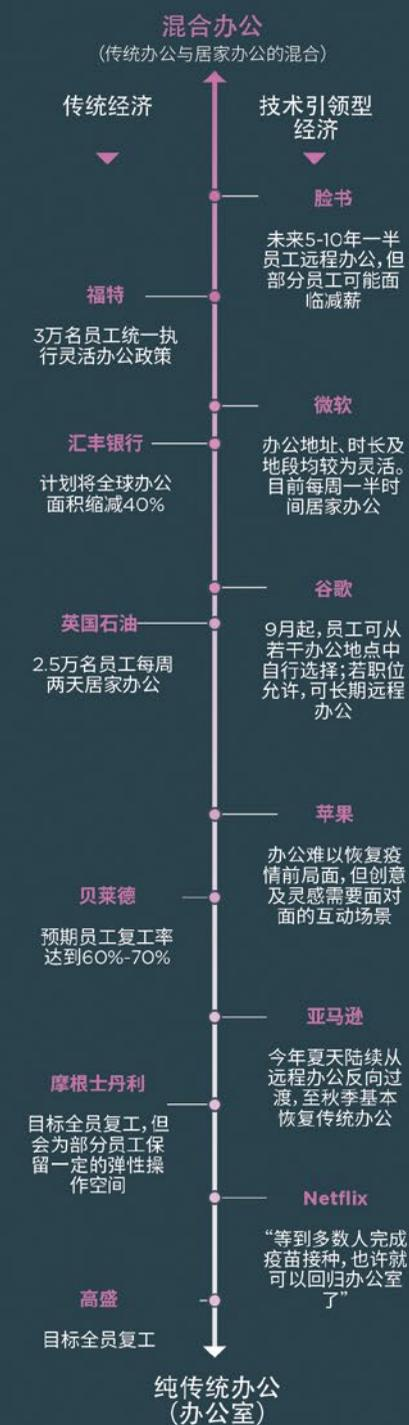 混合办公
(传统办公与居家办公的混合)
传统经济
技术引领型
经济
脸书
未来5-10年一半
员工远程办公,但
部分员工可能面
临减薪
福特
3万名员工统一执
行灵活办公政策
微软
办公地址、时长及
地段均较为灵活。
目前每周一半时
间居家办公
汇丰银行
计划将全球办公
面积缩减40%
谷歌
9月起,员工可从
若干办公地点中
自行选择;若职位
允许,可长期远程
办公
英国石油
2.5万名员工每周
两天居家办公
苹果
办公难以恢复疫
情前局面,但创意
及灵感需要面对
面的互动场景
贝莱德
预期员工复工率
达到60%-70%
亚马逊
今年夏天陆续从
远程办公反向过
渡,至秋季基本
恢复传统办公
摩根士丹利
目标全员复工,但
会为部分员工保
留一定的弹性操
作空间
Netflix
“等到多数人完成
疫苗接种,也许就
可以回归办公室
了”
高盛
目标全员复工
纯传统办公
(办公室)